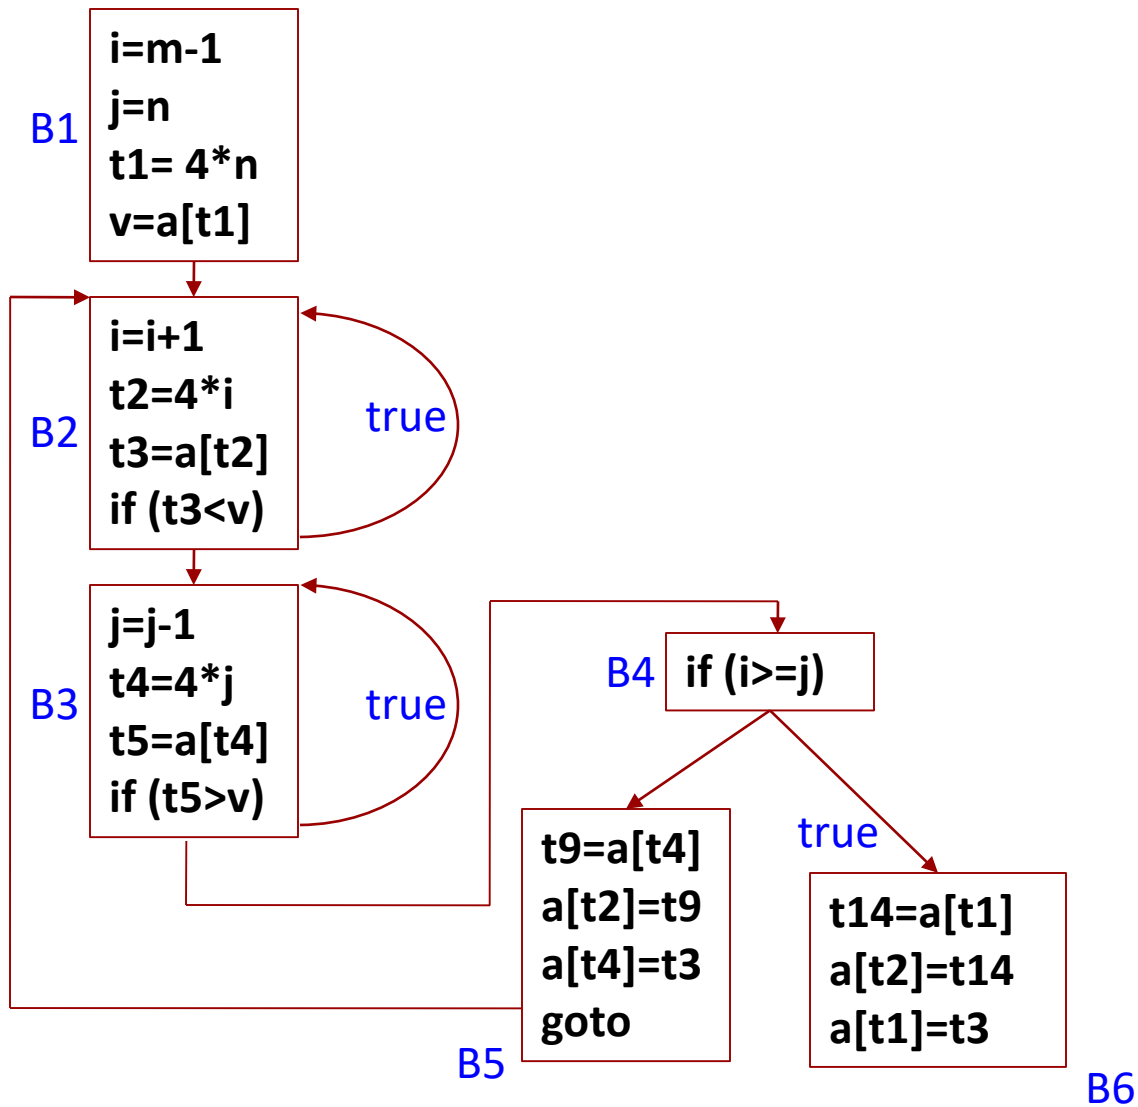 B1
i=m-1
j=n
t1= 4*n
v=a[t1]
B2
i=i+1
t2=4*i
t3=a[t2]
if (t3<v)
true
B3
j=j-1
t4=4*j
t5=a[t4]
if (t5>v)
true
B4
if (i>=j)
true
t9=a[t4]
a[t2]=t9
a[t4]=t3
goto
B5
t14=a[t1]
a[t2]=t14
a[t1]=t3
B6